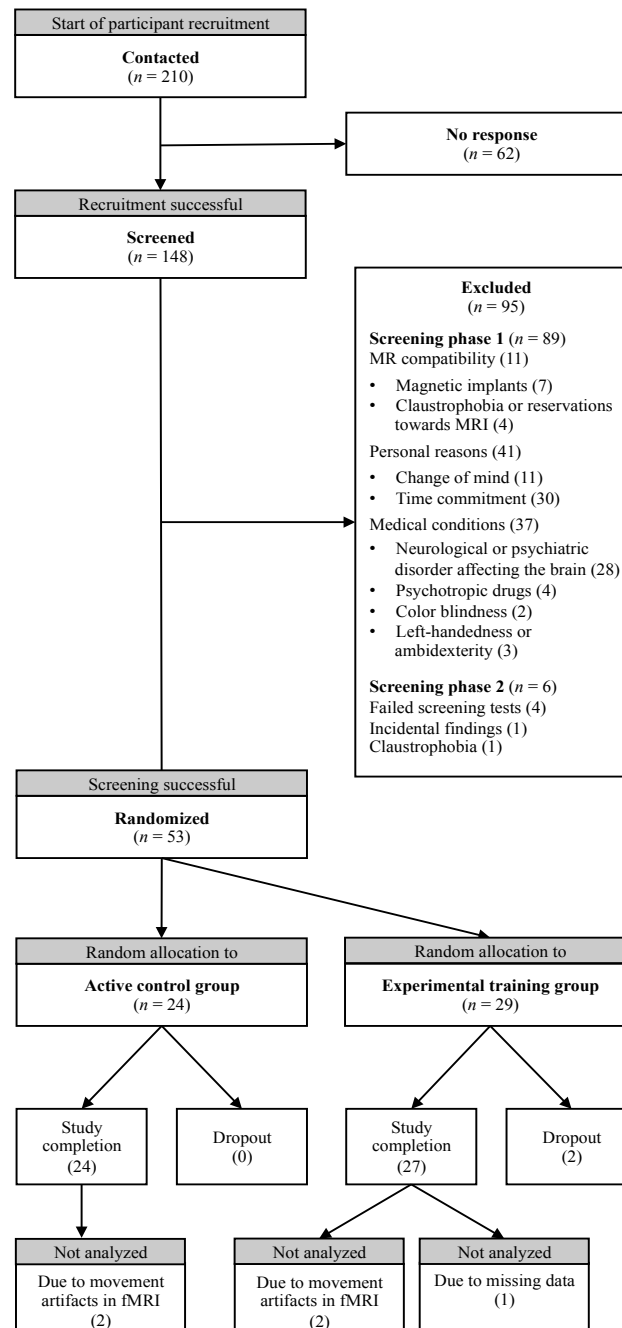 Start of participant recruitment
Contacted
(n = 210)
No response
(n = 62)
Recruitment successful
Screened
(n = 148)
Excluded
(n = 95)
Screening phase 1 (n = 89)
MR compatibility (11)
• Magnetic implants (7)
• Claustrophobia or reservations
towards MRI (4)
Personal reasons (41)
• Change of mind (11)
• Time commitment (30)
Medical conditions (37)
• Neurological or psychiatric
disorder affecting the brain (28)
• Psychotropic drugs (4)
• Color blindness (2)
• Left-handedness or
ambidexterity (3)
Screening phase 2 (n = 6)
Failed screening tests (4)
Incidental findings (1)
Claustrophobia (1)
Screening successful
Randomized
(n = 53)
Random allocation to
Active control group
(n = 24)
Random allocation to
Experimental training group
(n = 29)
Study
completion
(24)
Dropout
(0)
Study
completion
(27)
Dropout
(2)
Not analyzed
Due to movement
artifacts in fMRI
(2)
Not analyzed
Due to movement
artifacts in fMRI
(2)
Not analyzed
Due to missing data
(1)